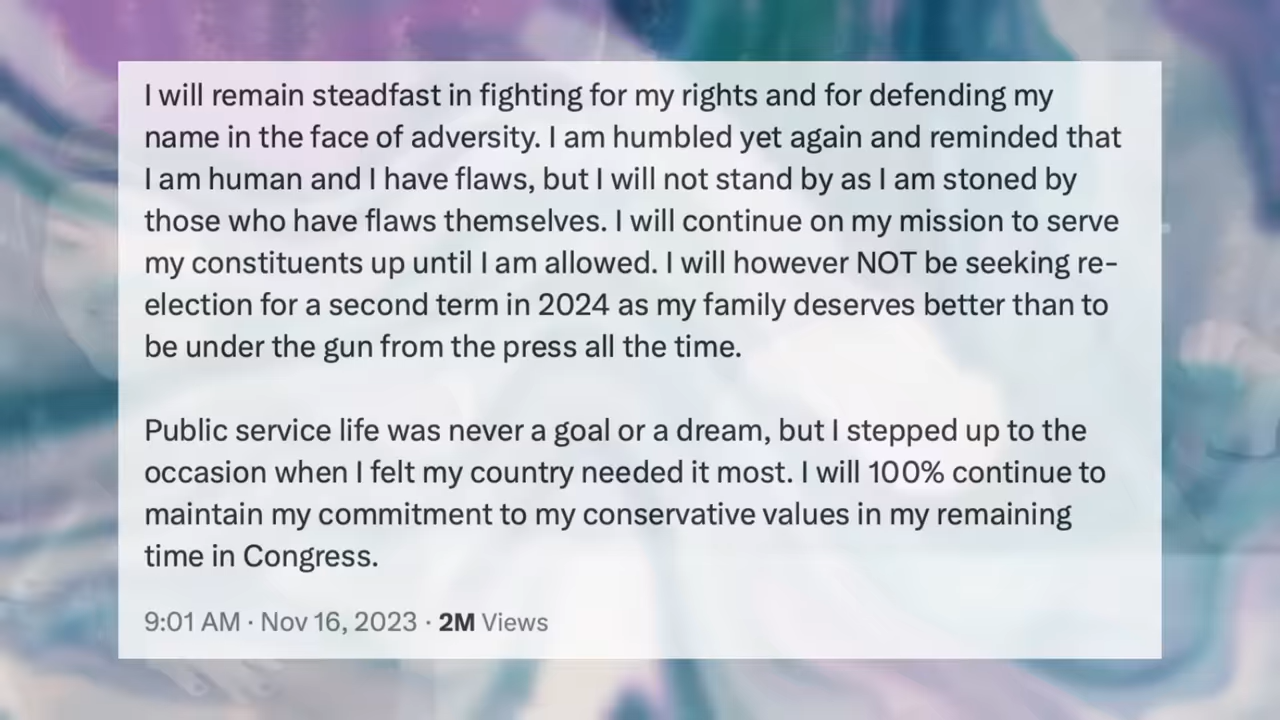 I will remain steadfast in fighting for my rights and for defending my
name in the face of adversity. I am humbled yet again and reminded that
I am human and I have flaws, but I will not stand by as I am stoned by
those who have flaws themselves. I will continue on my mission to serve
my constituents up until I am allowed. I will however NOT be seeking re-
election for a second term in 2024 as my family deserves better than to
be under the gun from the press all the time.
Public service life was never a goal or a dream, but I stepped up to the
occasion when I felt my country needed it most. I will 100% continue to
maintain my commitment to my conservative values in my remaining
time in Congress.
9:01 AM · Nov 16, 2023 · 2M Views